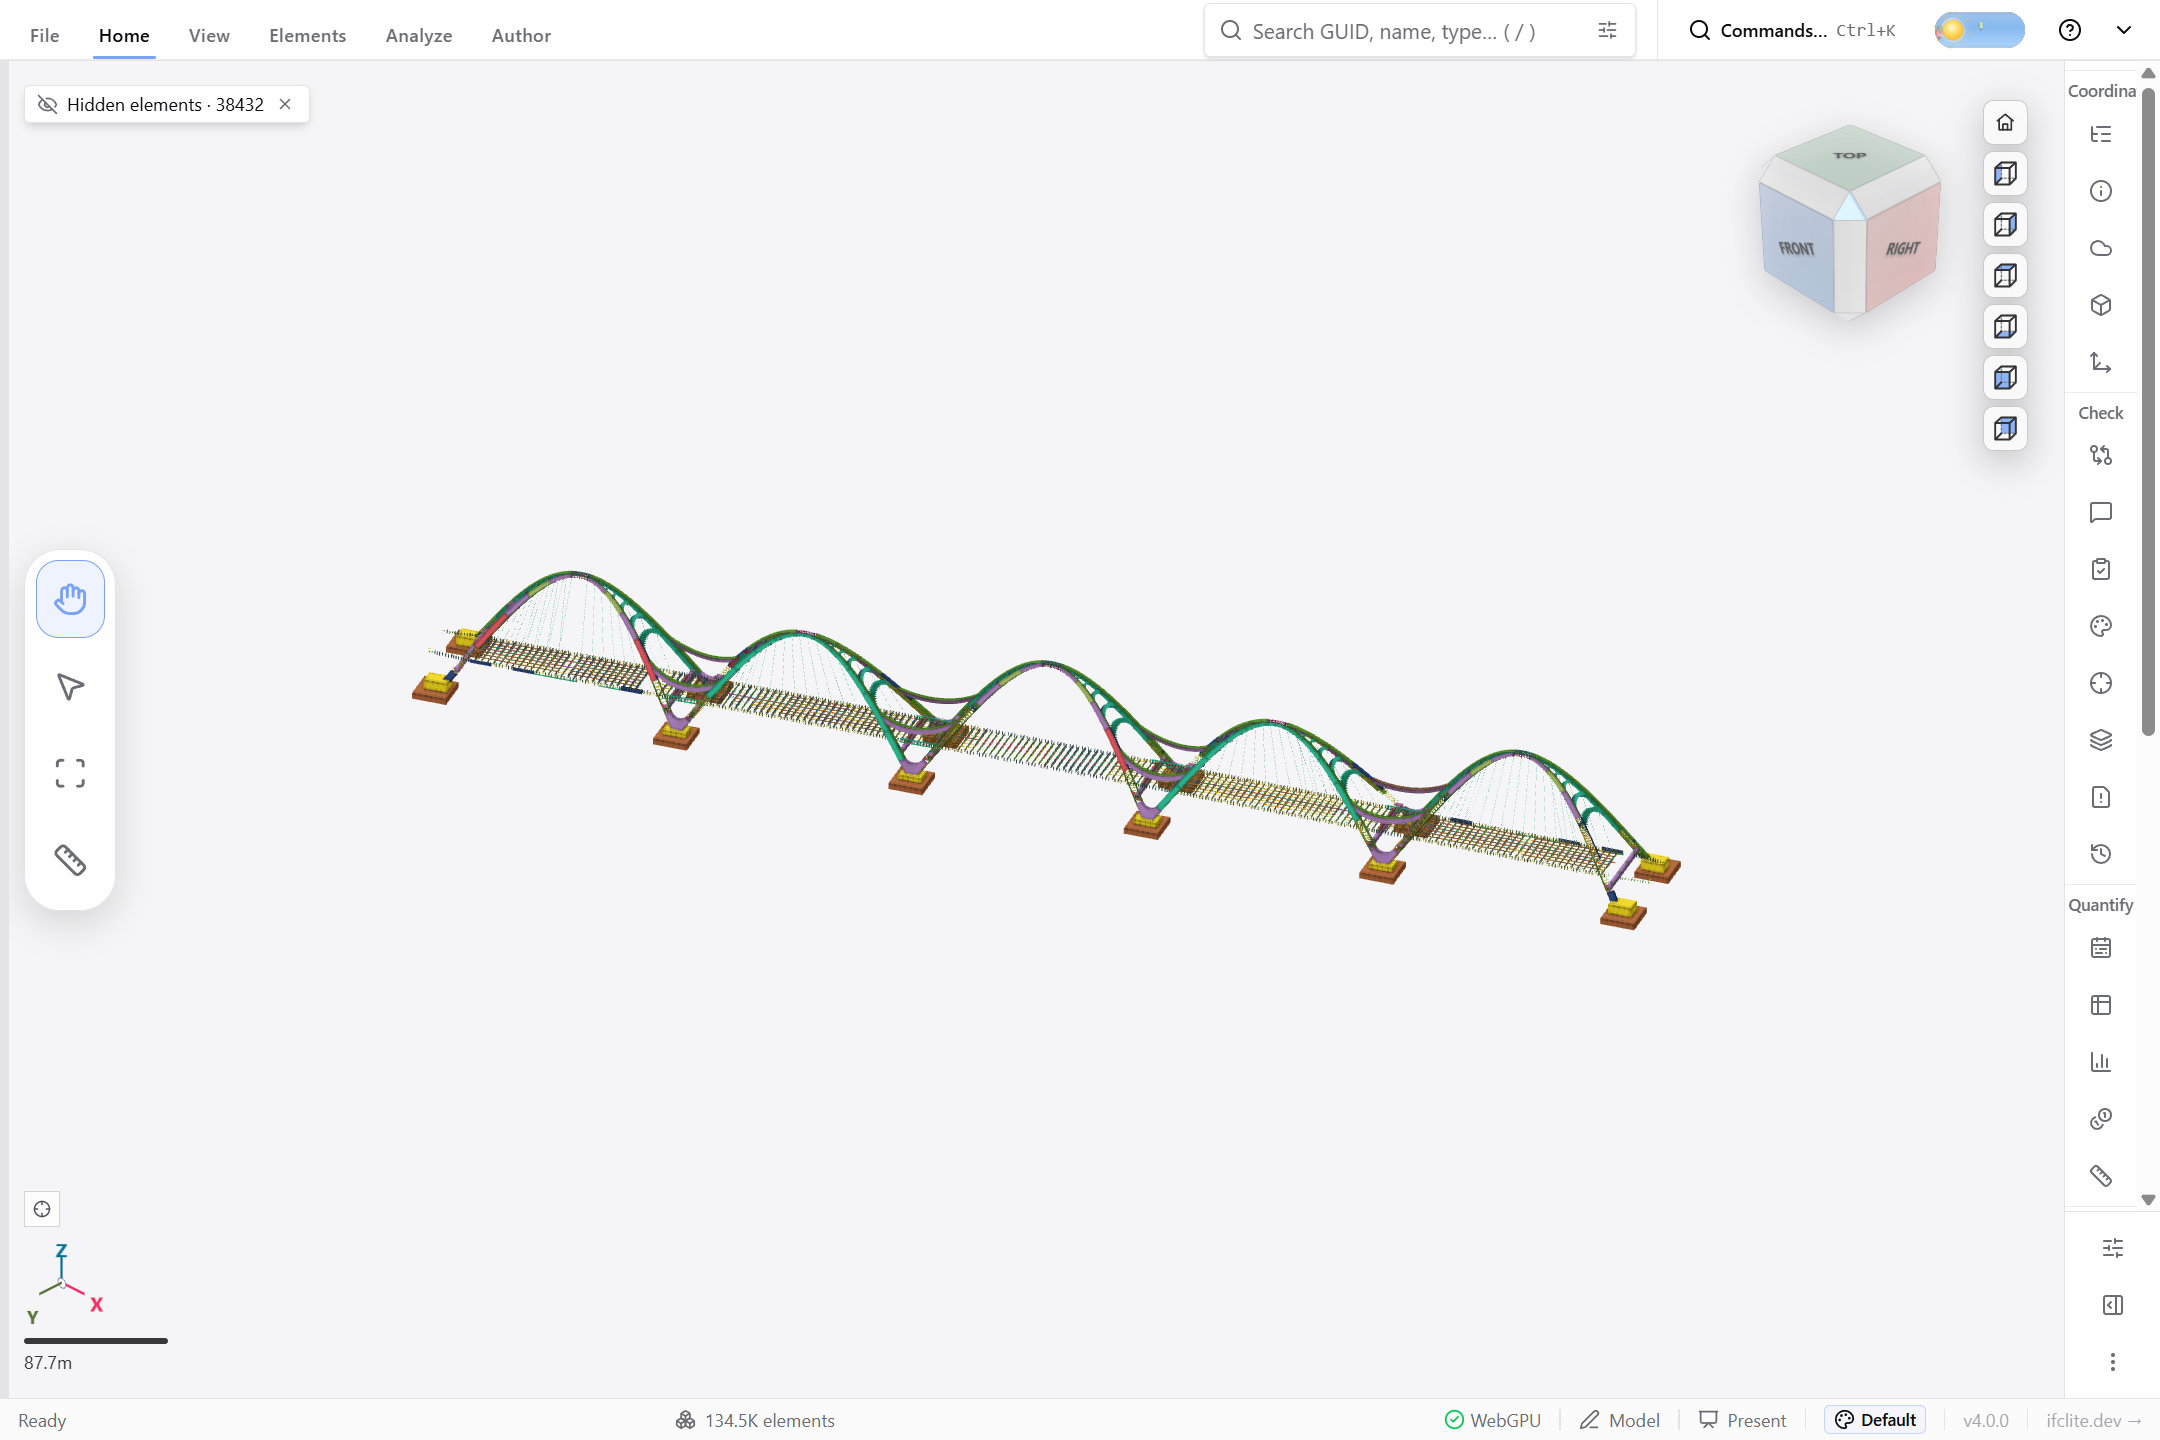 File
Home
View
Elements
Analyze
Author
Search GUID, name, type... ( / )
Commands... Ctrl+K
Hidden elements · 38432
TOP
FRONT
RIGHT
Coordina
Check
Quantify
Z
X
Y
87.7m
Ready
134.5K elements
WebGPU
Model
Present
Default
v4.0.0
ifclite.dev →